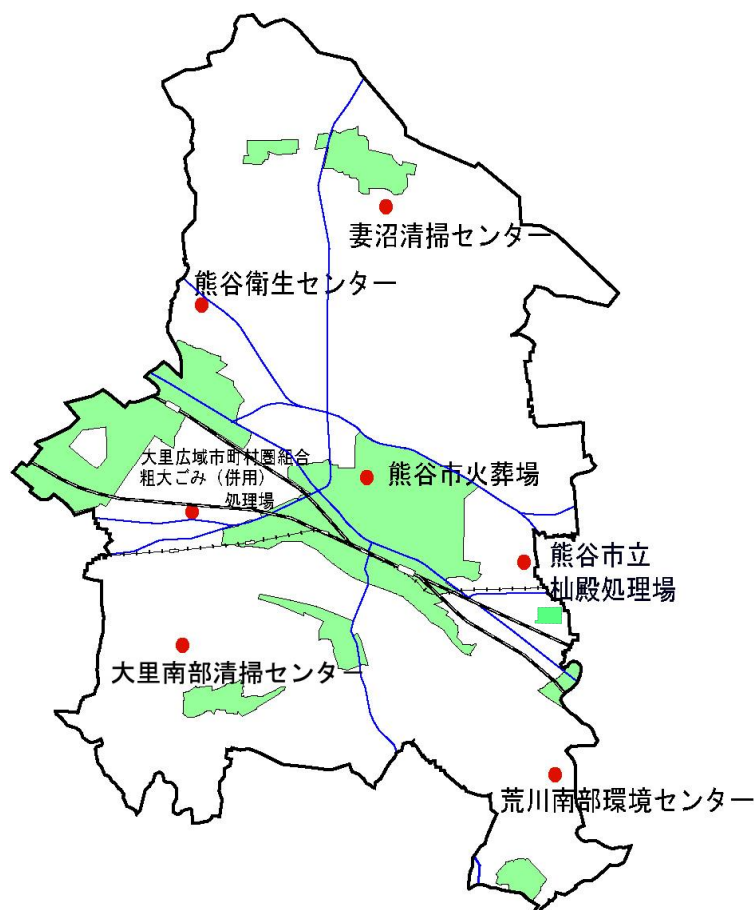 妻沼清掃センター
熊谷衛生センター
大里広域市町村圏組合
粗大ごみ（併用）
処理場
熊谷市火葬場
熊谷市立
杣殿処理場
大里南部清掃センター
荒川南部環境センター